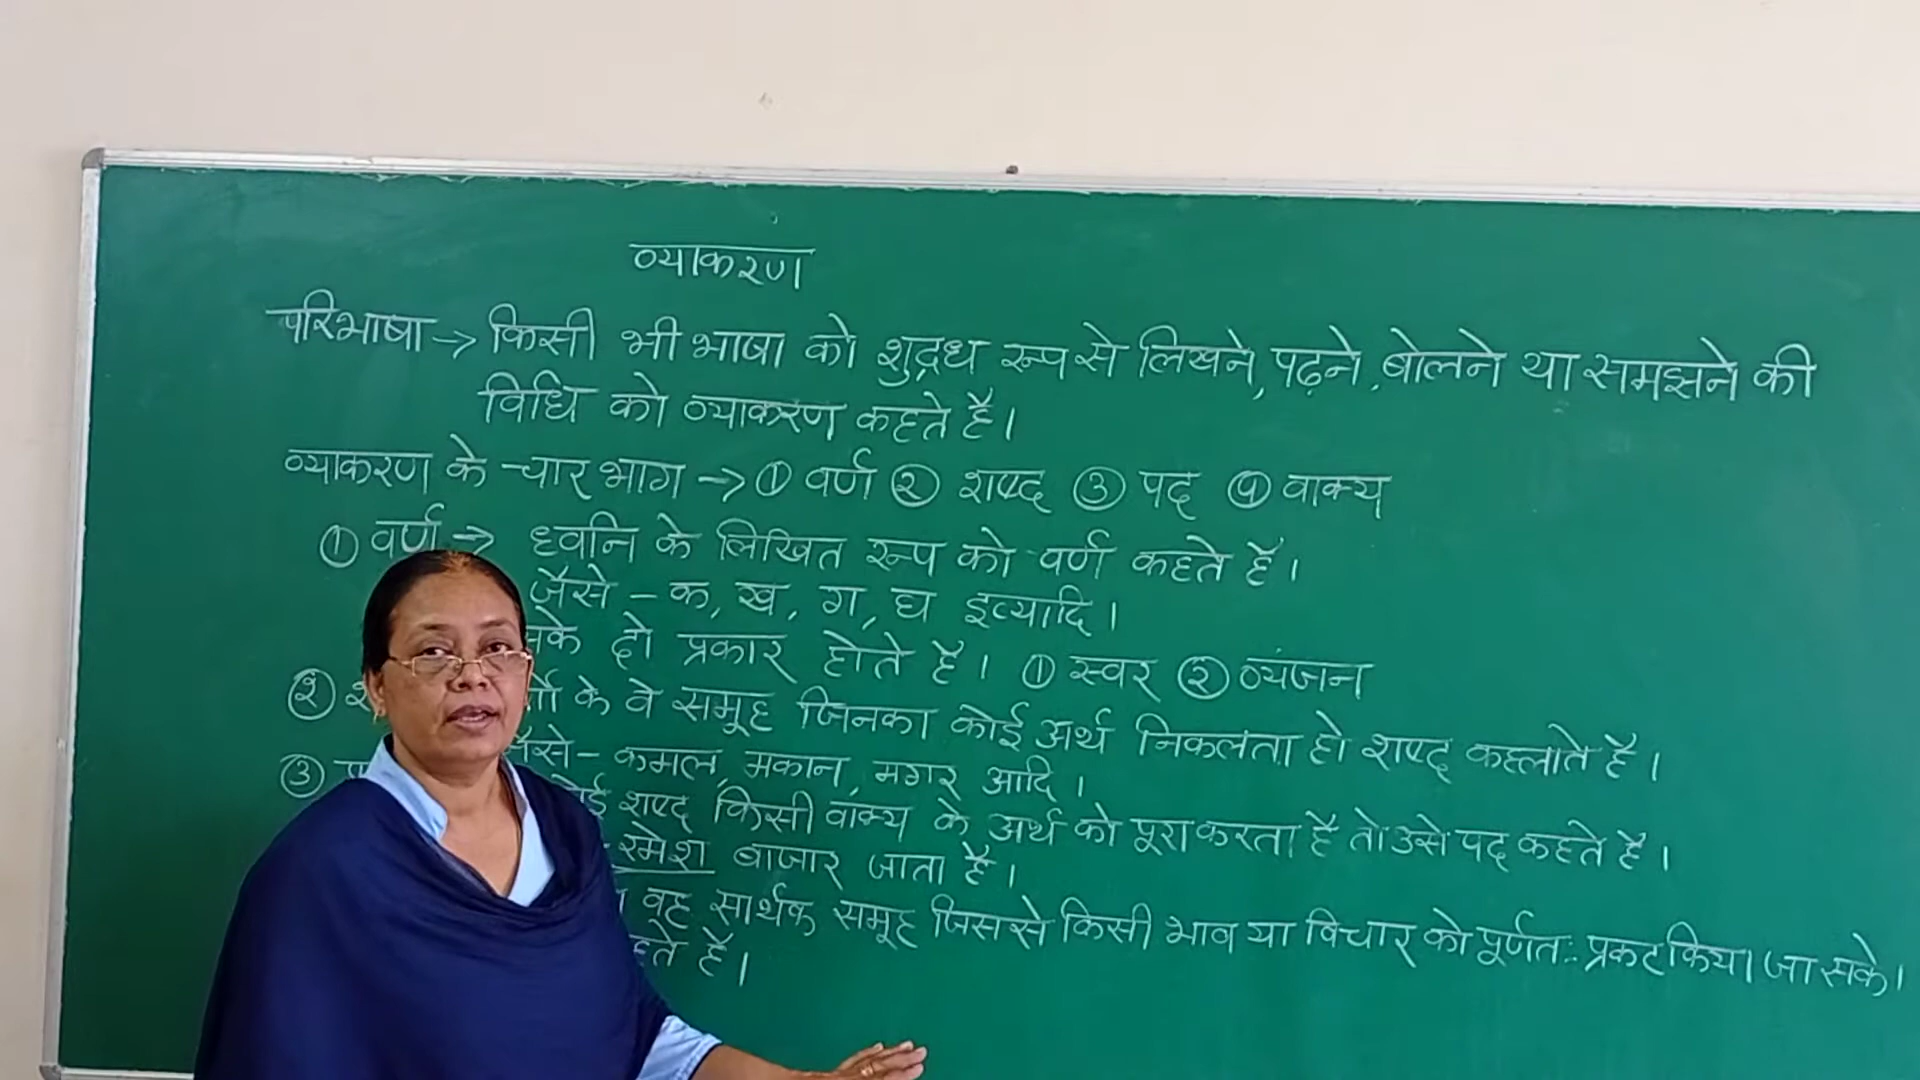 व्याकरण
परिभाषा → किसी भी भाषा को शुद्रध रूप से लिखने, पढ़ने, बोलने या समझने की
विधि को व्याकरण कहते है।
व्याकरण के चार भाग → ① वर्ण ② शब्द ③ पद ④ वाक्य
① वर्ण → ध्वनि के लिखित रूप को वर्ण कहते हैं।
जैसे - क, ख, ग, घ इत्यादि।
दो प्रकार होते है। ① स्वर ② व्यंजन
② के वे समूह जिनका कोई अर्थ निकलता हो शब्द कहलाते है।
- कमल, मकान, मगर आदि।
③ शब्द किसी वाक्य के अर्थ को पूरा करता है तो उसे पद कहते है।
- रमेश बाजार जाता है।
वह सार्थक समूह जिससे किसी भाव या विचार को पूर्णतः प्रकट किया जा सके।
है।